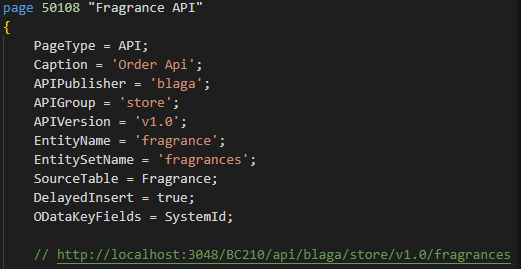 page 50108 "Fragrance API"
{
PageType = API;
Caption = 'Order Api';
APIPublisher = 'blaga';
APIGroup = 'store';
APIVersion = 'v1.0';
EntityName = 'fragrance';
EntitySetName = 'fragrances';
SourceTable = Fragrance;
DelayedInsert = true;
ODataKeyFields = SystemId;
// http://localhost:3048/BC210/api/blaga/store/v1.0/fragrances